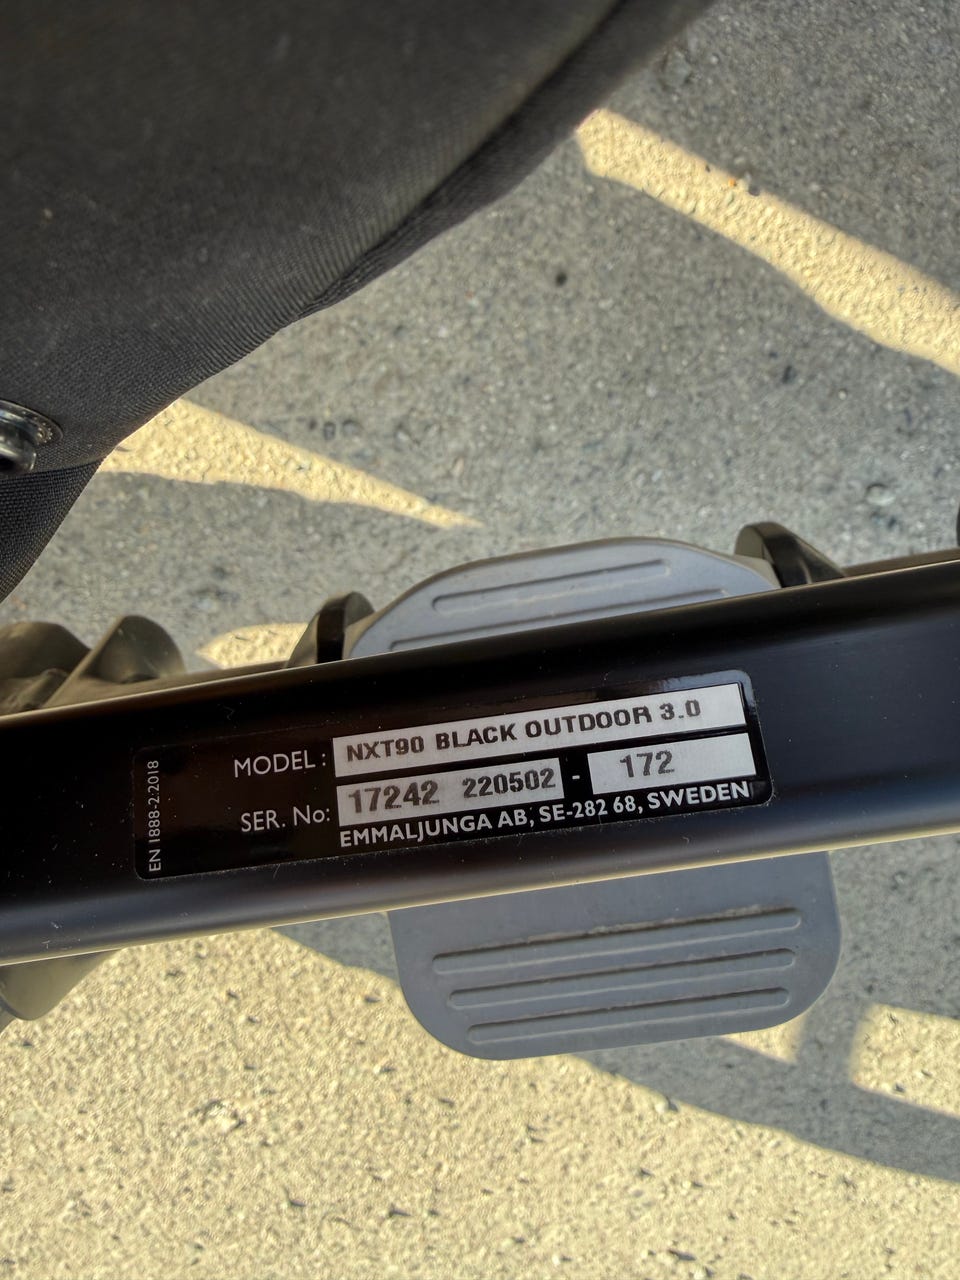 MODEL: NXT90 BLACK OUTDOOR 3.0
SER. No: 17242 220502 - 172
EMMALJUNGA AB, SE-282 68, SWEDEN
EN 1888-2:2018